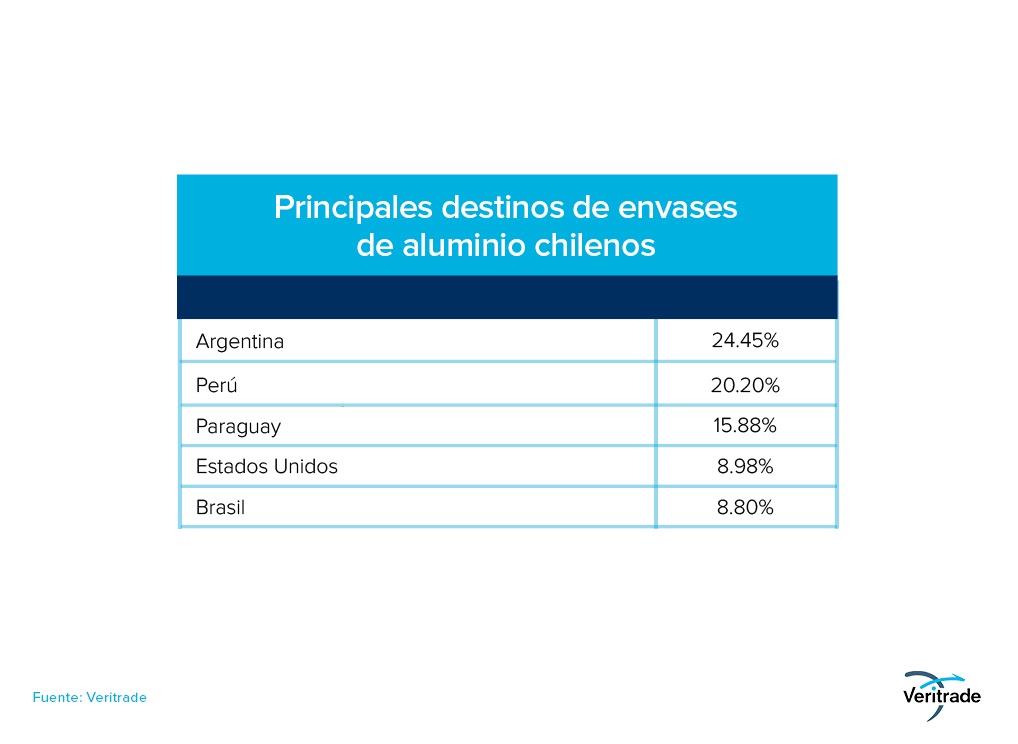 Principales destinos de envases
de aluminio chilenos
Argentina 24.45%
Perú 20.20%
Paraguay 15.88%
Estados Unidos 8.98%
Brasil 8.80%
Fuente: Veritrade
Veritrade